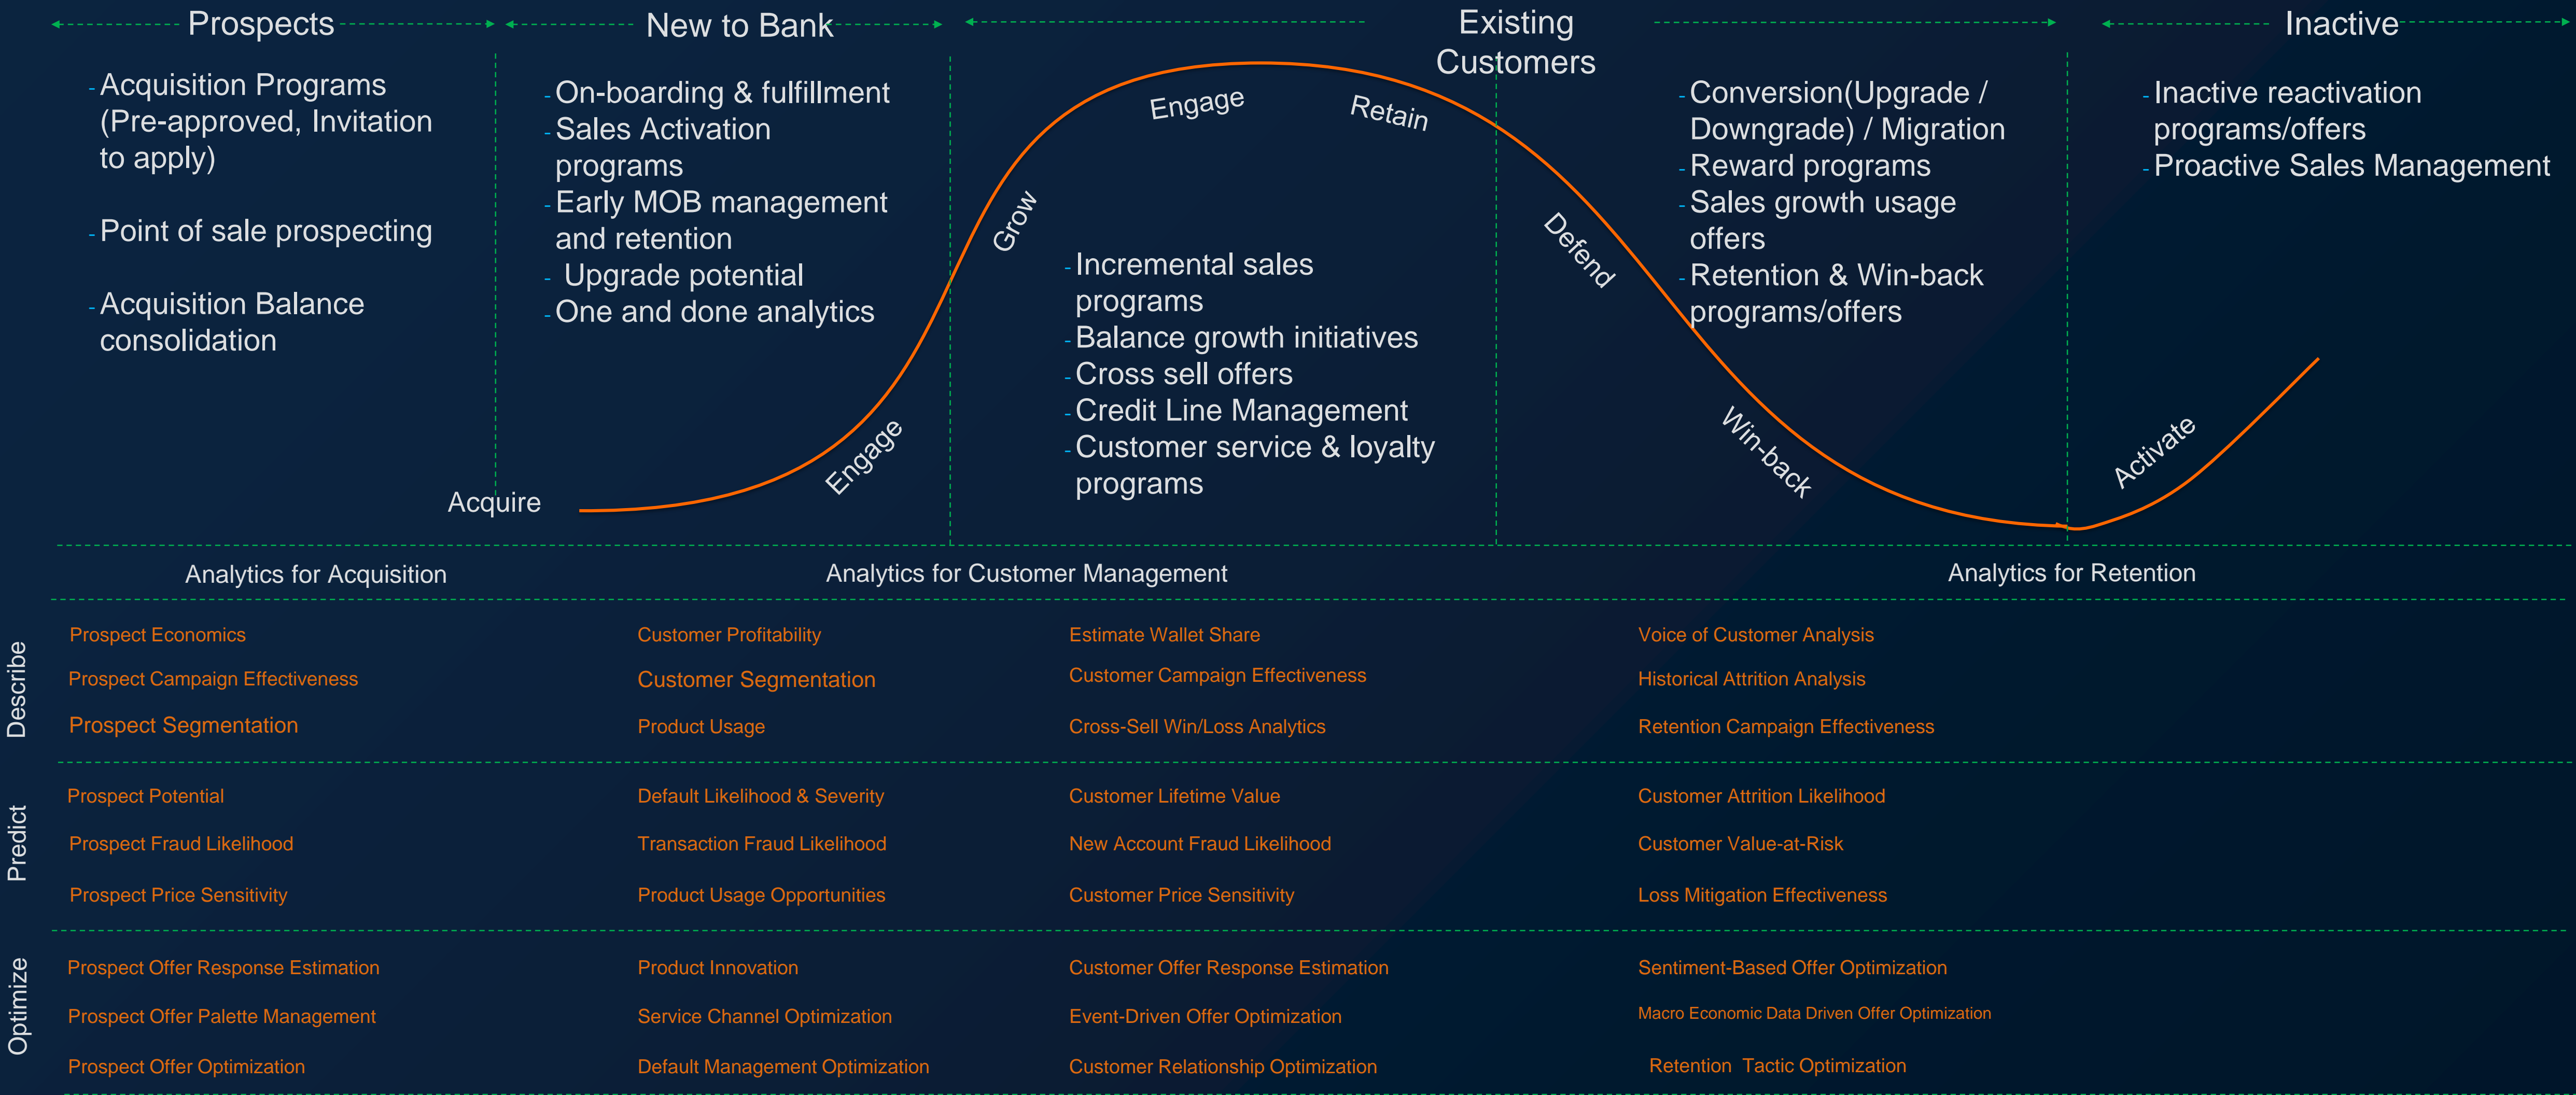 Prospects
New to Bank
Existing
Customers
Inactive
- Acquisition Programs
(Pre-approved, Invitation
to apply)
- Point of sale prospecting
- Acquisition Balance
consolidation
- On-boarding & fulfillment
- Sales Activation
programs
- Early MOB management
and retention
- Upgrade potential
- One and done analytics
- Incremental sales
programs
- Balance growth initiatives
- Cross sell offers
- Credit Line Management
- Customer service & loyalty
programs
- Conversion(Upgrade /
Downgrade) / Migration
- Reward programs
- Sales growth usage
offers
- Retention & Win-back
programs/offers
- Inactive reactivation
programs/offers
- Proactive Sales Management
Acquire
Engage
Grow
Engage
Retain
Defend
Win-back
Activate
Analytics for Acquisition
Analytics for Customer Management
Analytics for Retention
Describe
Prospect Economics
Customer Profitability
Estimate Wallet Share
Voice of Customer Analysis
Prospect Campaign Effectiveness
Customer Segmentation
Customer Campaign Effectiveness
Historical Attrition Analysis
Prospect Segmentation
Product Usage
Cross-Sell Win/Loss Analytics
Retention Campaign Effectiveness
Predict
Prospect Potential
Default Likelihood & Severity
Customer Lifetime Value
Customer Attrition Likelihood
Prospect Fraud Likelihood
Transaction Fraud Likelihood
New Account Fraud Likelihood
Customer Value-at-Risk
Prospect Price Sensitivity
Product Usage Opportunities
Customer Price Sensitivity
Loss Mitigation Effectiveness
Optimize
Prospect Offer Response Estimation
Product Innovation
Customer Offer Response Estimation
Sentiment-Based Offer Optimization
Prospect Offer Palette Management
Service Channel Optimization
Event-Driven Offer Optimization
Macro Economic Data Driven Offer Optimization
Prospect Offer Optimization
Default Management Optimization
Customer Relationship Optimization
Retention Tactic Optimization